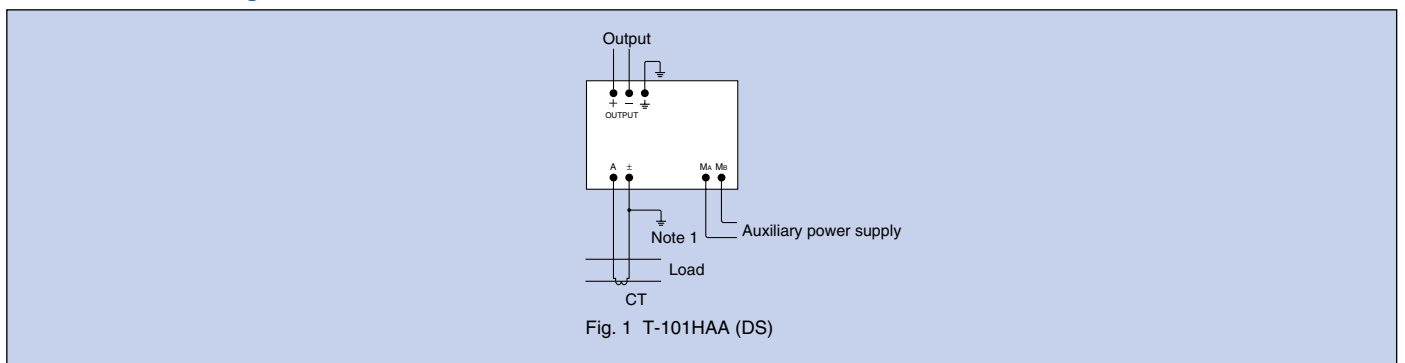 Output
+ − ⏚
OUTPUT
A ± MA MB
Note 1
Auxiliary power supply
Load
CT
Fig. 1 T-101HAA (DS)